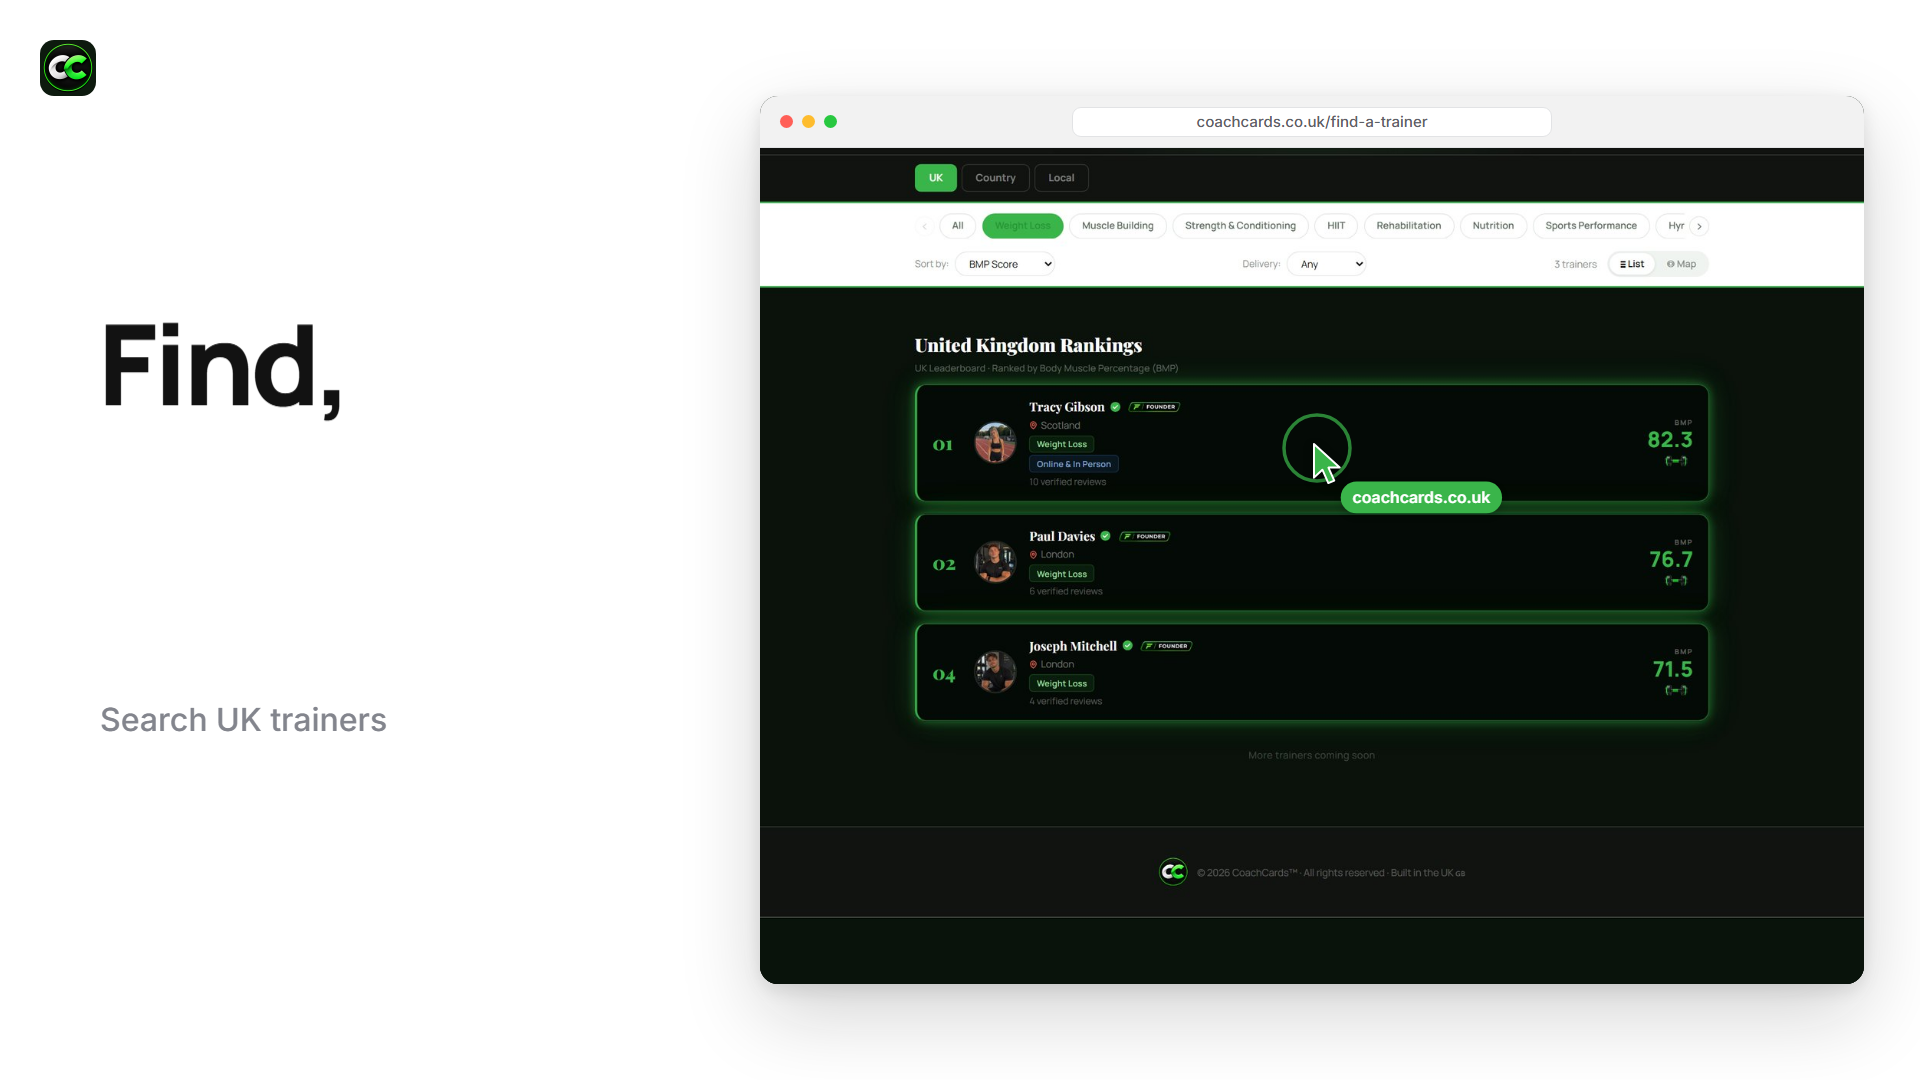 CC
Find,
Search UK trainers
coachcards.co.uk/find-a-trainer
UK Country Local
All Weight Loss Muscle Building Strength & Conditioning HIIT Rehabilitation Nutrition Sports Performance Hyr
Sort by: BMP Score Delivery: Any 3 trainers List Map
United Kingdom Rankings
UK Leaderboard · Ranked by Body Muscle Percentage (BMP)
01
Tracy Gibson FOUNDER
Scotland
Weight Loss
Online & In Person
10 verified reviews
BMP
82.3
coachcards.co.uk
02
Paul Davies FOUNDER
London
Weight Loss
6 verified reviews
BMP
76.7
04
Joseph Mitchell FOUNDER
London
Weight Loss
4 verified reviews
BMP
71.5
More trainers coming soon
CC © 2026 CoachCards™ · All rights reserved · Built in the UK GB